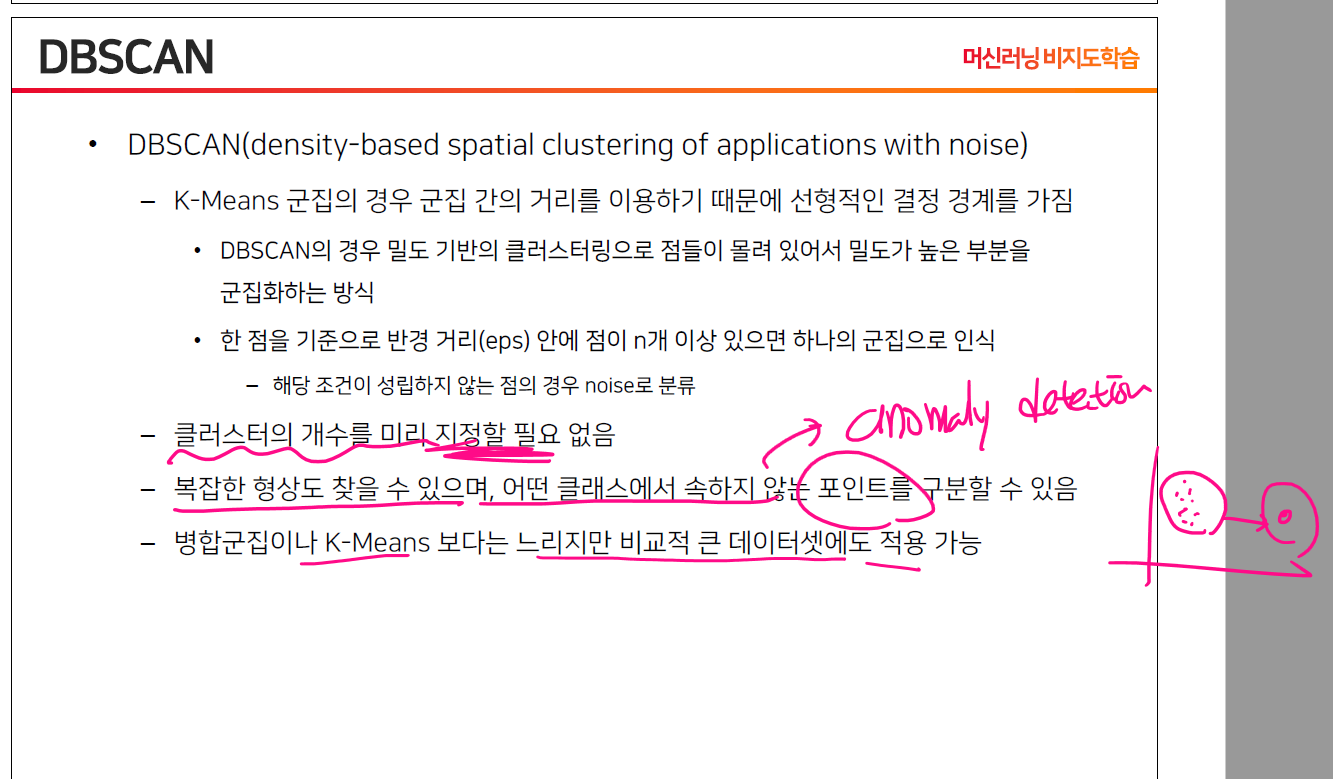 DBSCAN
머신러닝 비지도학습
• DBSCAN(density-based spatial clustering of applications with noise)
– K-Means 군집의 경우 군집 간의 거리를 이용하기 때문에 선형적인 결정 경계를 가짐
• DBSCAN의 경우 밀도 기반의 클러스터링으로 점들이 몰려 있어서 밀도가 높은 부분을
군집화하는 방식
• 한 점을 기준으로 반경 거리(eps) 안에 점이 n개 이상 있으면 하나의 군집으로 인식
– 해당 조건이 성립하지 않는 점의 경우 noise로 분류
anomaly detection
– 클러스터의 개수를 미리 지정할 필요 없음
– 복잡한 형상도 찾을 수 있으며, 어떤 클래스에서 속하지 않는 포인트를 구분할 수 있음
– 병합군집이나 K-Means 보다는 느리지만 비교적 큰 데이터셋에도 적용 가능